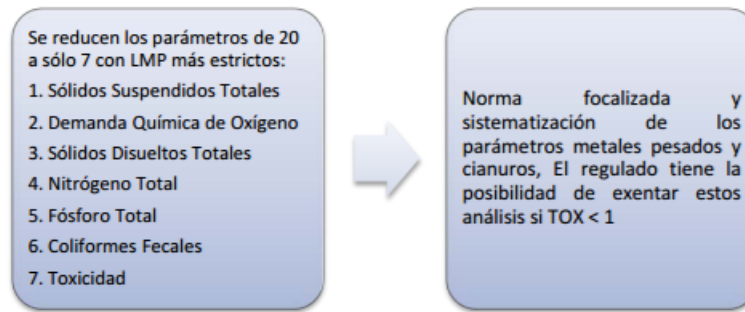 Se reducen los parámetros de 20
a sólo 7 con LMP más estrictos:
1. Sólidos Suspendidos Totales
2. Demanda Química de Oxígeno
3. Sólidos Disueltos Totales
4. Nitrógeno Total
5. Fósforo Total
6. Coliformes Fecales
7. Toxicidad
Norma focalizada y
sistematización de los
parámetros metales pesados y
cianuros, El regulado tiene la
posibilidad de exentar estos
análisis si TOX < 1